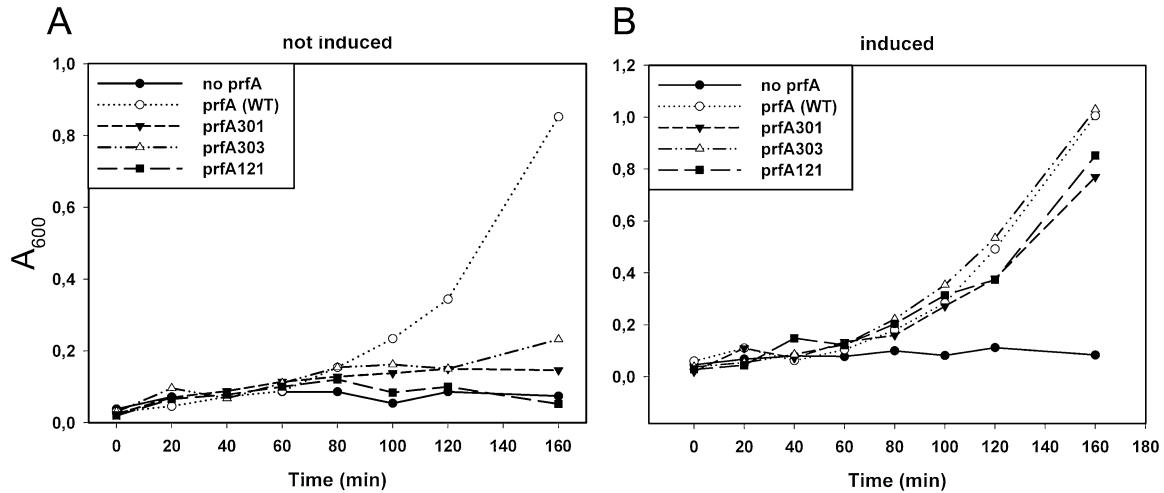 A
not induced
1,0
0,8
0,6
0,4
0,2
0,0
A600
no prfA
prfA (WT)
prfA301
prfA303
prfA121
0 20 40 60 80 100 120 140 160
Time (min)
B
induced
1,2
1,0
0,8
0,6
0,4
0,2
0,0
no prfA
prfA (WT)
prfA301
prfA303
prfA121
0 20 40 60 80 100 120 140 160 180
Time (min)